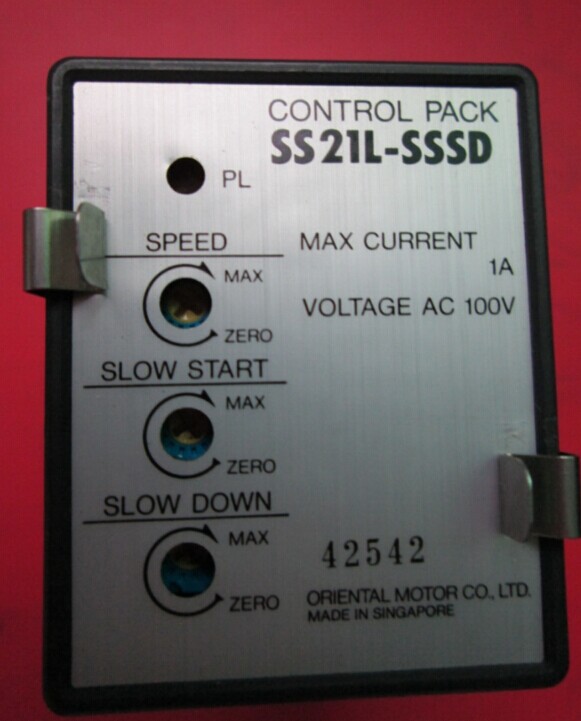 CONTROL PACK
SS21L-SSSD
PL
SPEED
MAX CURRENT
1A
MAX
VOLTAGE AC 100V
ZERO
SLOW START
MAX
ZERO
SLOW DOWN
MAX
42542
ZERO
ORIENTAL MOTOR CO., LTD.
MADE IN SINGAPORE